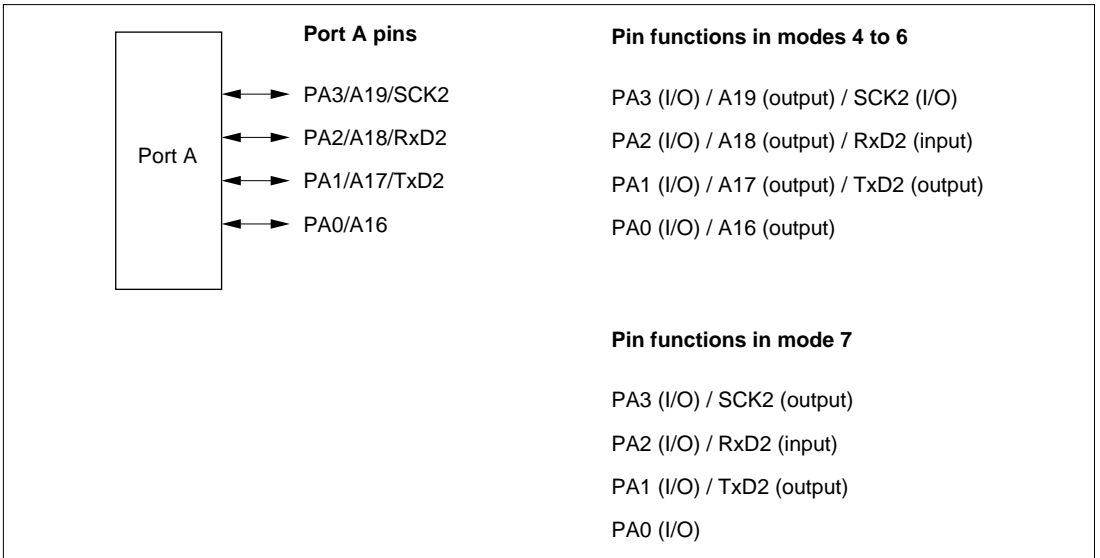 Port A
Port A pins
PA3/A19/SCK2
PA2/A18/RxD2
PA1/A17/TxD2
PA0/A16
Pin functions in modes 4 to 6
PA3 (I/O) / A19 (output) / SCK2 (I/O)
PA2 (I/O) / A18 (output) / RxD2 (input)
PA1 (I/O) / A17 (output) / TxD2 (output)
PA0 (I/O) / A16 (output)
Pin functions in mode 7
PA3 (I/O) / SCK2 (output)
PA2 (I/O) / RxD2 (input)
PA1 (I/O) / TxD2 (output)
PA0 (I/O)